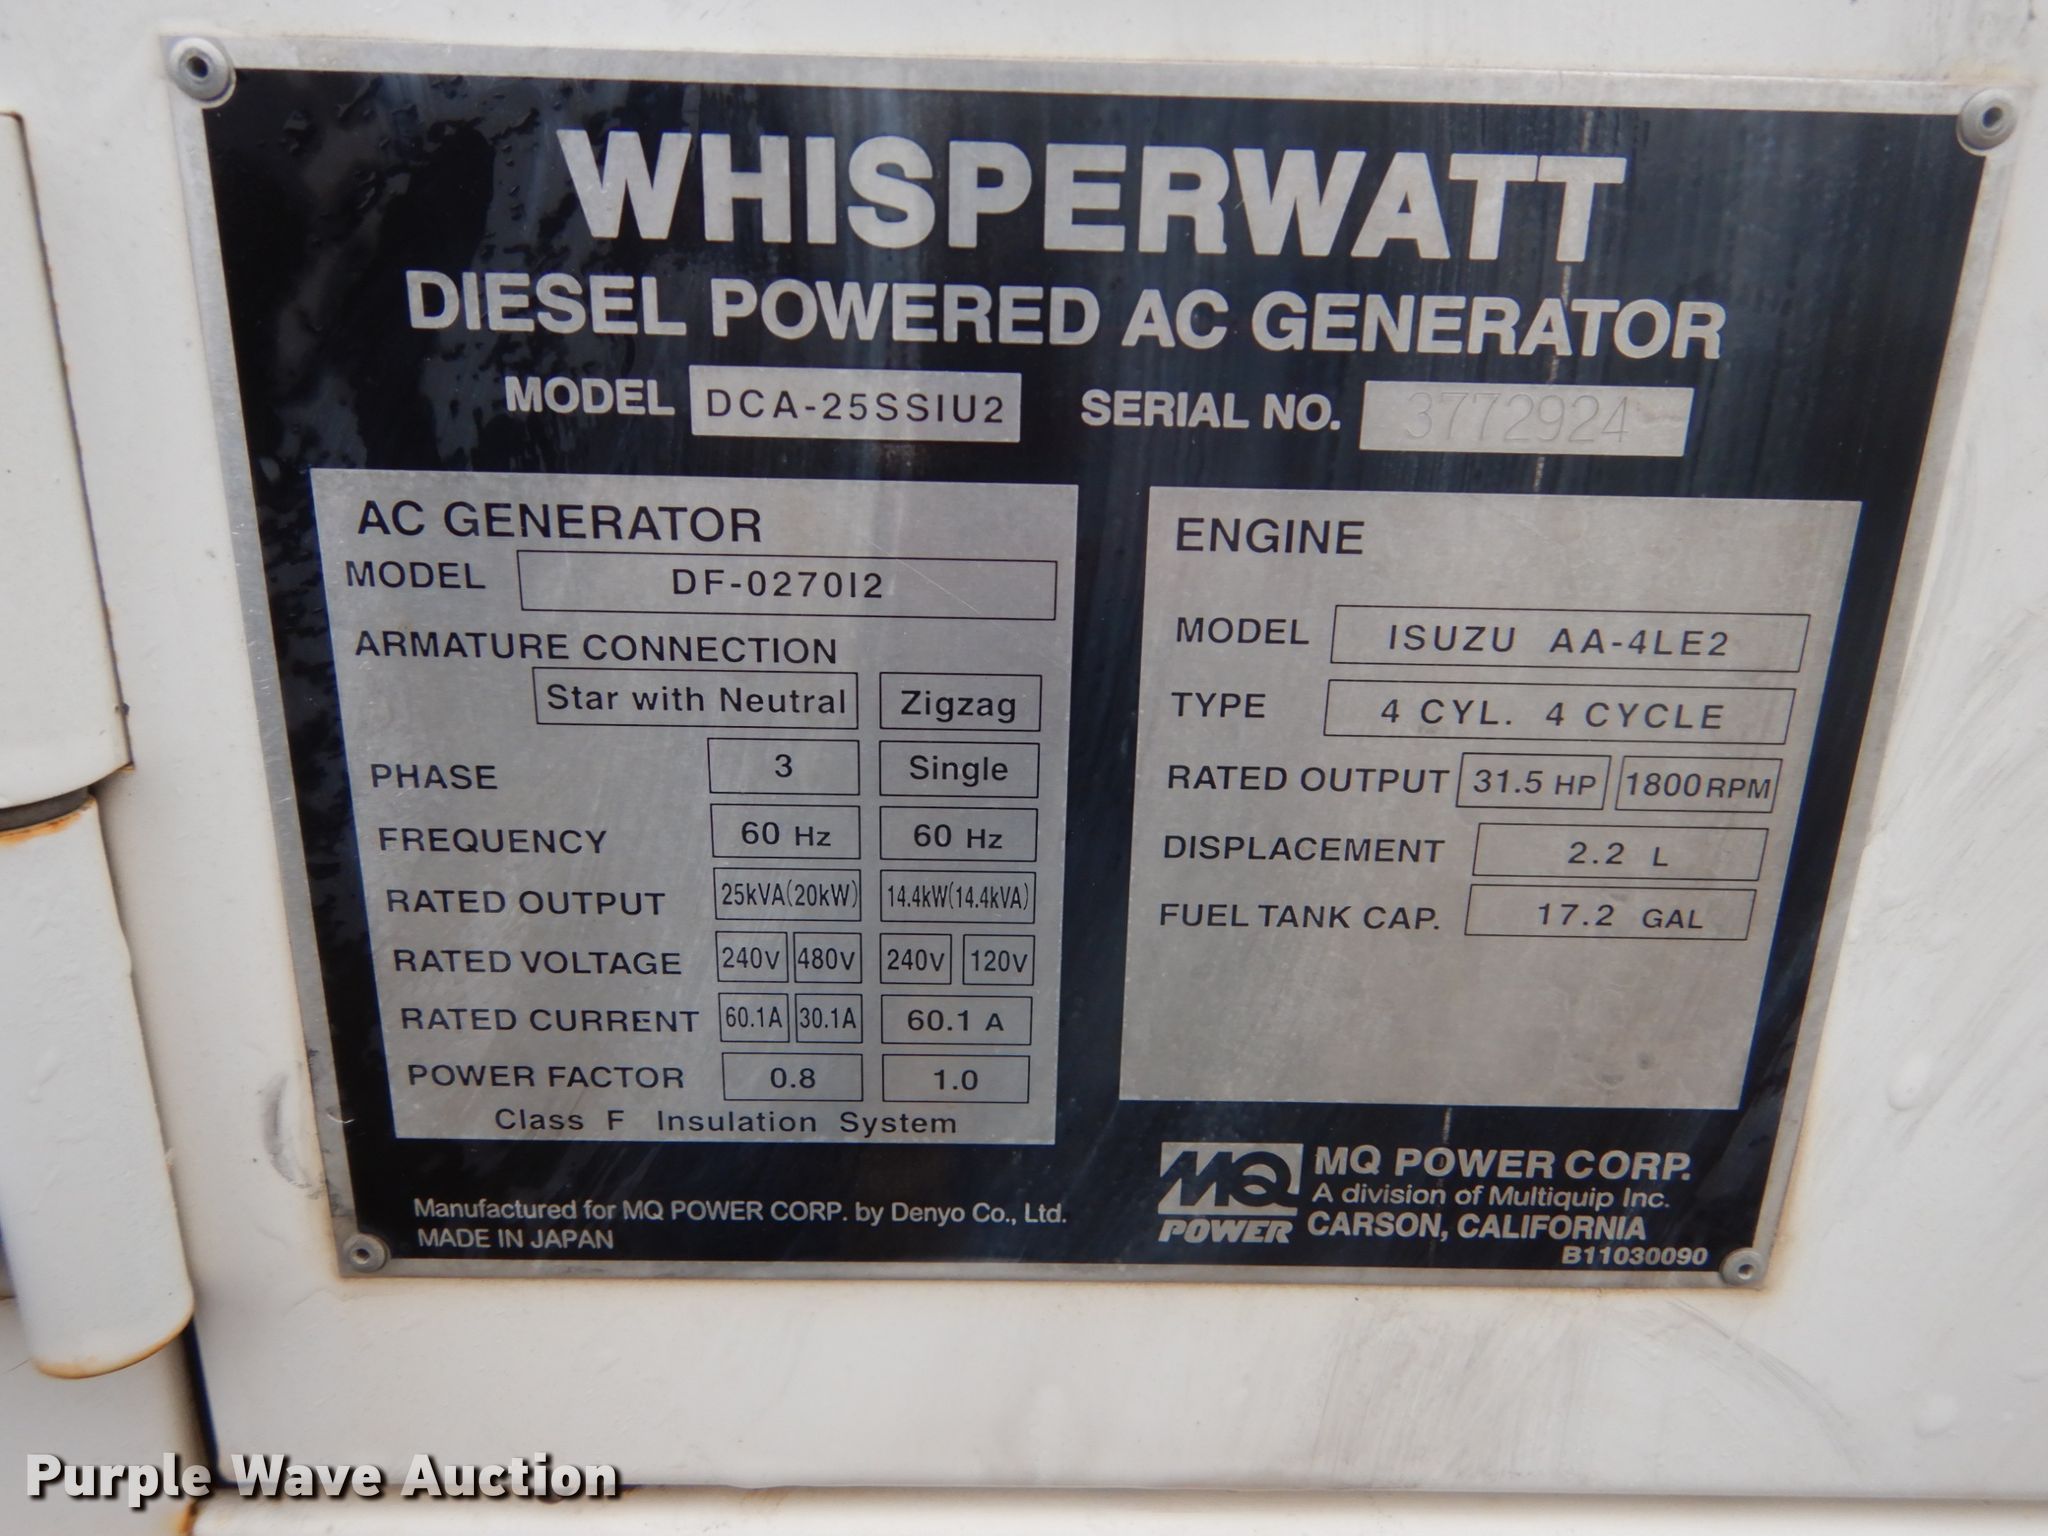 WHISPERWATT
DIESEL POWERED AC GENERATOR
MODEL DCA-25SSIU2 SERIAL NO. 3772924
AC GENERATOR
MODEL DF-0270I2
ARMATURE CONNECTION
Star with Neutral Zigzag
PHASE 3 Single
FREQUENCY 60 Hz 60 Hz
RATED OUTPUT 25kVA(20kW) 14.4kW(14.4kVA)
RATED VOLTAGE 240V 480V 240V 120V
RATED CURRENT 60.1A 30.1A 60.1 A
POWER FACTOR 0.8 1.0
Class F Insulation System
ENGINE
MODEL ISUZU AA-4LE2
TYPE 4 CYL. 4 CYCLE
RATED OUTPUT 31.5 HP 1800RPM
DISPLACEMENT 2.2 L
FUEL TANK CAP. 17.2 GAL
Manufactured for MQ POWER CORP. by Denyo Co., Ltd.
MADE IN JAPAN
MQ
POWER
MQ POWER CORP.
A division of Multiquip Inc.
CARSON, CALIFORNIA
B11030090
Purple Wave Auction